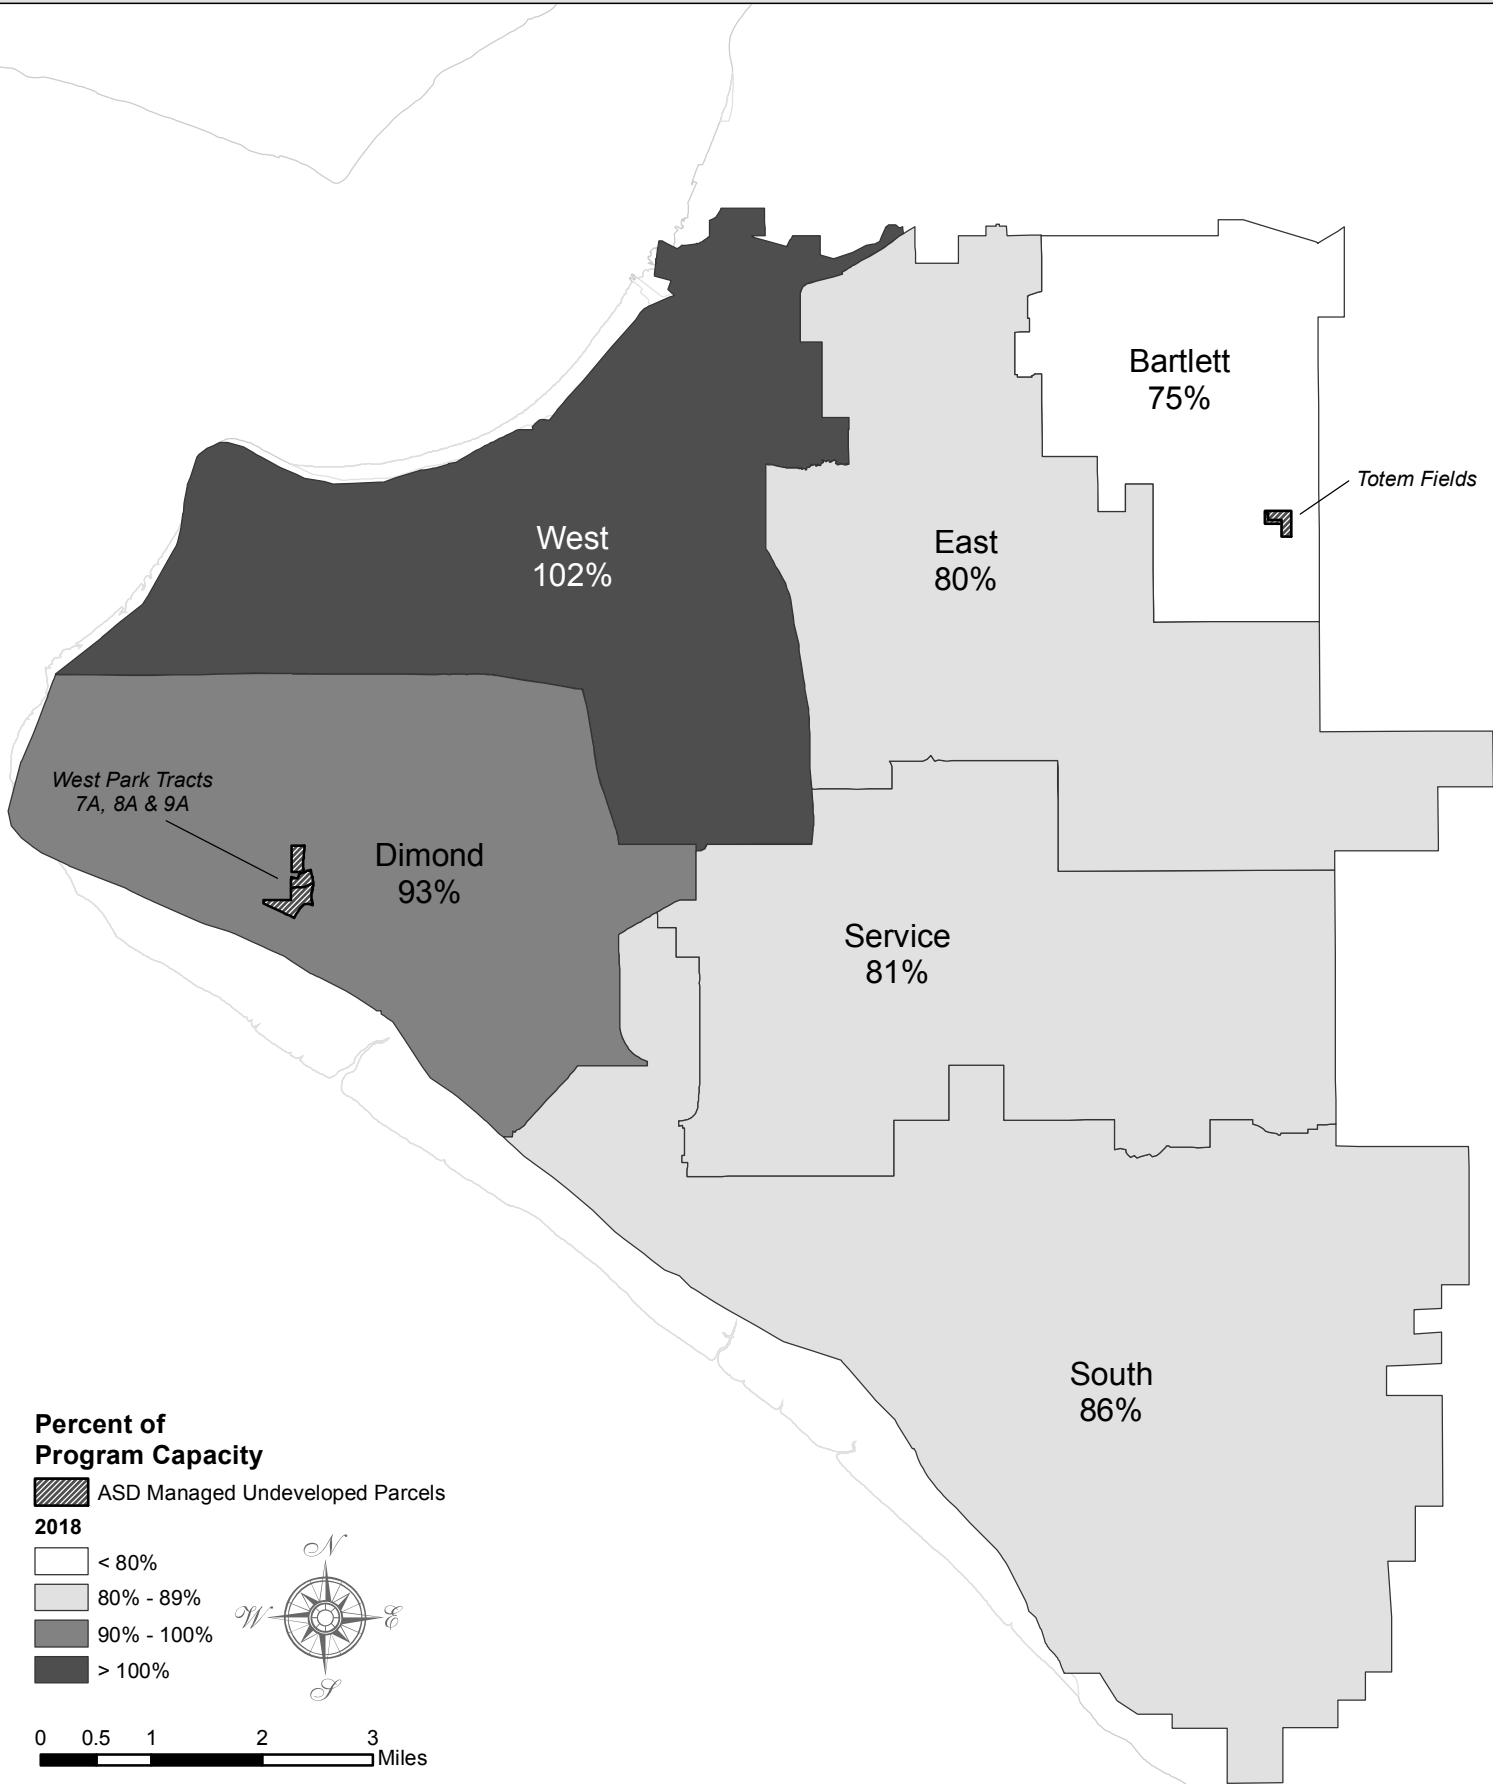 Bartlett
75%
Totem Fields
West
102%
East
80%
West Park Tracts
7A, 8A & 9A
Dimond
93%
Service
81%
South
86%
Percent of
Program Capacity
ASD Managed Undeveloped Parcels
2018
< 80%
80% - 89%
90% - 100%
> 100%
N
W
E
S
0 0.5 1 2 3
Miles